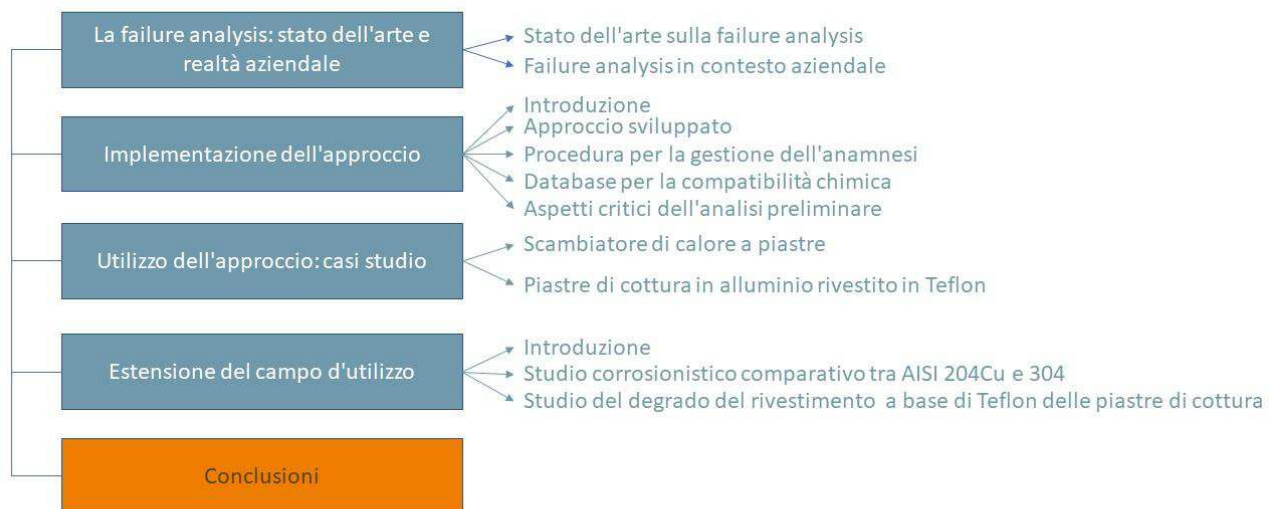 La failure analysis: stato dell'arte e
realtà aziendale
Stato dell'arte sulla failure analysis
Failure analysis in contesto aziendale
Implementazione dell'approccio
Introduzione
Approccio sviluppato
Procedura per la gestione dell'anamnesi
Database per la compatibilità chimica
Aspetti critici dell'analisi preliminare
Utilizzo dell'approccio: casi studio
Scambiatore di calore a piastre
Piastre di cottura in alluminio rivestito in Teflon
Estensione del campo d'utilizzo
Introduzione
Studio corrosionistico comparativo tra AISI 204Cu e 304
Studio del degrado del rivestimento a base di Teflon delle piastre di cottura
Conclusioni